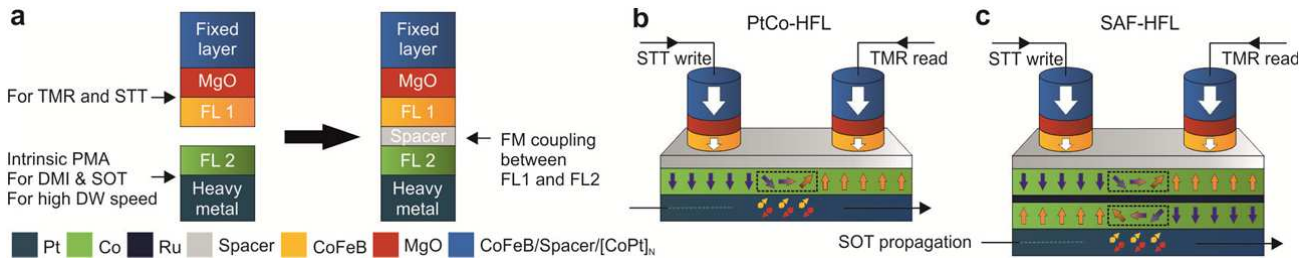 a
Fixed
layer
MgO
FL 1
For TMR and STT
Intrinsic PMA
For DMI & SOT
For high DW speed
FL 2
Heavy
metal
Fixed
layer
MgO
FL 1
Spacer
FL 2
Heavy
metal
FM coupling
between
FL1 and FL2
b
PtCo-HFL
STT write
TMR read
c
SAF-HFL
STT write
TMR read
SOT propagation
Pt
Co
Ru
Spacer
CoFeB
MgO
CoFeB/Spacer/[CoPt]N